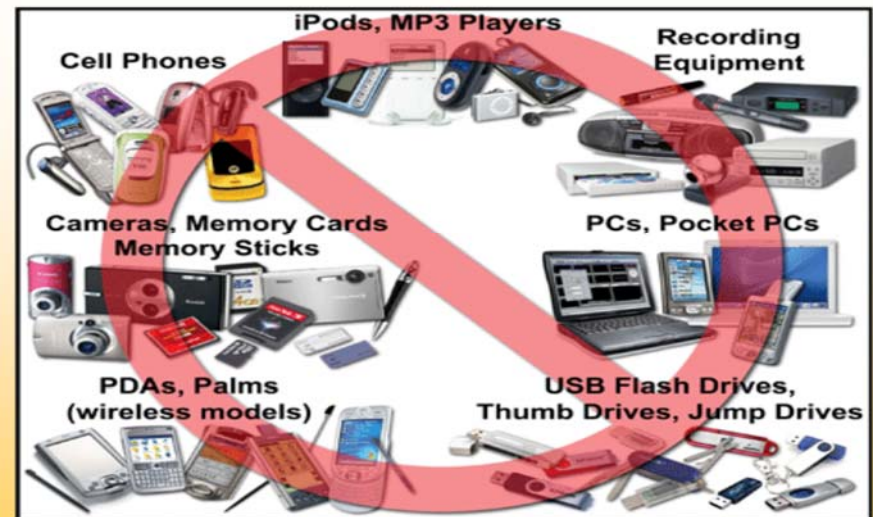 iPods, MP3 Players
Cell Phones
Recording
Equipment
Cameras, Memory Cards
Memory Sticks
PCs, Pocket PCs
PDAs, Palms
(wireless models)
USB Flash Drives,
Thumb Drives, Jump Drives